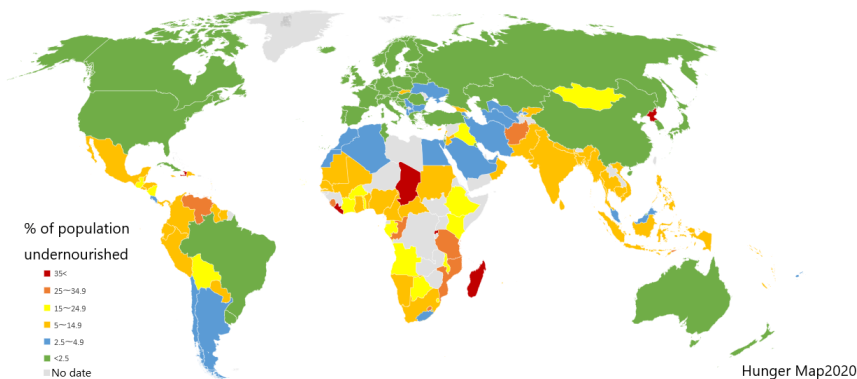 % of population
undernourished
35<
25～34.9
15～24.9
5～14.9
2.5～4.9
<2.5
No date
Hunger Map2020